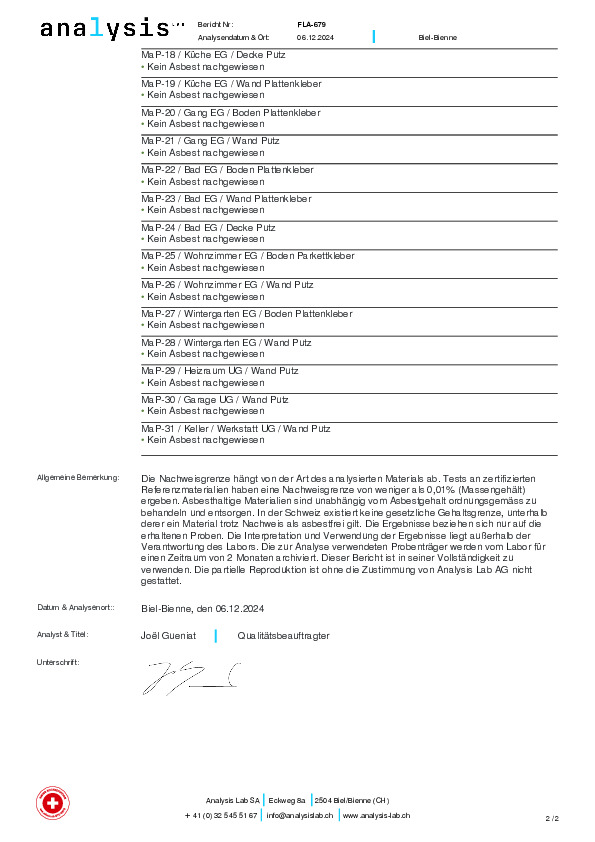 analysis
Bericht Nr: FLA-679
Analysendatum & Ort: 06.12.2024 Biel-Bienne
MaP-18 / Küche EG / Decke Putz
• Kein Asbest nachgewiesen
MaP-19 / Küche EG / Wand Plattenkleber
• Kein Asbest nachgewiesen
MaP-20 / Gang EG / Boden Plattenkleber
• Kein Asbest nachgewiesen
MaP-21 / Gang EG / Wand Putz
• Kein Asbest nachgewiesen
MaP-22 / Bad EG / Boden Plattenkleber
• Kein Asbest nachgewiesen
MaP-23 / Bad EG / Wand Plattenkleber
• Kein Asbest nachgewiesen
MaP-24 / Bad EG / Decke Putz
• Kein Asbest nachgewiesen
MaP-25 / Wohnzimmer EG / Boden Parkettkleber
• Kein Asbest nachgewiesen
MaP-26 / Wohnzimmer EG / Wand Putz
• Kein Asbest nachgewiesen
MaP-27 / Wintergarten EG / Boden Plattenkleber
• Kein Asbest nachgewiesen
MaP-28 / Wintergarten EG / Wand Putz
• Kein Asbest nachgewiesen
MaP-29 / Heizraum UG / Wand Putz
• Kein Asbest nachgewiesen
MaP-30 / Garage UG / Wand Putz
• Kein Asbest nachgewiesen
MaP-31 / Keller / Werkstatt UG / Wand Putz
• Kein Asbest nachgewiesen
Allgemeine Bemerkung: Die Nachweisgrenze hängt von der Art des analysierten Materials ab. Tests an zertifizierten
Referenzmaterialien haben eine Nachweisgrenze von weniger als 0,01% (Massengehält)
ergeben. Asbesthaltige Materialien sind unabhängig vom Asbestgehalt ordnungsgemäss zu
behandeln und entsorgen. In der Schweiz existiert keine gesetzliche Gehaltsgrenze, unterhalb
derer ein Material trotz Nachweis als asbestfrei gilt. Die Ergebnisse beziehen sich nur auf die
erhaltenen Proben. Die Interpretation und Verwendung der Ergebnisse liegt außerhalb der
Verantwortung des Labors. Die zur Analyse verwendeten Probenträger werden vom Labor für
einen Zeitraum von 2 Monaten archiviert. Dieser Bericht ist in seiner Vollständigkeit zu
verwenden. Die partielle Reproduktion ist ohne die Zustimmung von Analysis Lab AG nicht
gestattet.
Datum & Analysenort:: Biel-Bienne, den 06.12.2024
Analyst & Titel: Joël Gueniat Qualitätsbeauftragter
Unterschrift:
Analysis Lab SA Eckweg 8a 2504 Biel/Bienne (CH)
+ 41 (0) 32 545 51 67 info@analysislab.ch www.analysis-lab.ch
2 / 2